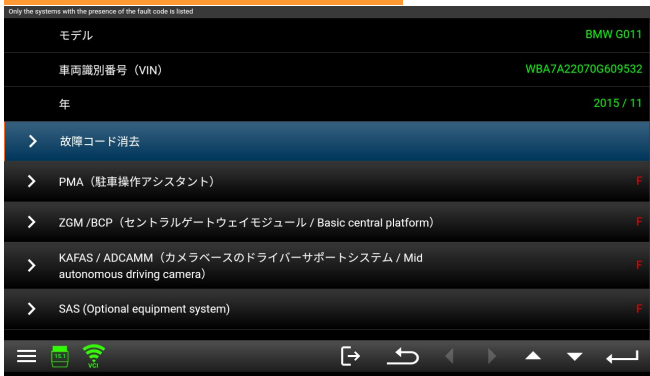 Only the systems with the presence of the fault code is listed
モデル BMW G011
車両識別番号（VIN） WBA7A22070G609532
年 2015 / 11
故障コード消去
PMA（駐車操作アシスタント） F
ZGM /BCP（セントラルゲートウェイモジュール / Basic central platform） F
KAFAS / ADCAMM（カメラベースのドライバーサポートシステム / Mid
autonomous driving camera） F
SAS (Optional equipment system) F
15.1 VCI